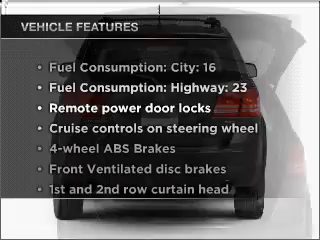 VEHICLE FEATURES
• Fuel Consumption: City: 16
• Fuel Consumption: Highway: 23
• Remote power door locks
• Cruise controls on steering wheel
• 4-wheel ABS Brakes
• Front Ventilated disc brakes
• 1st and 2nd row curtain head